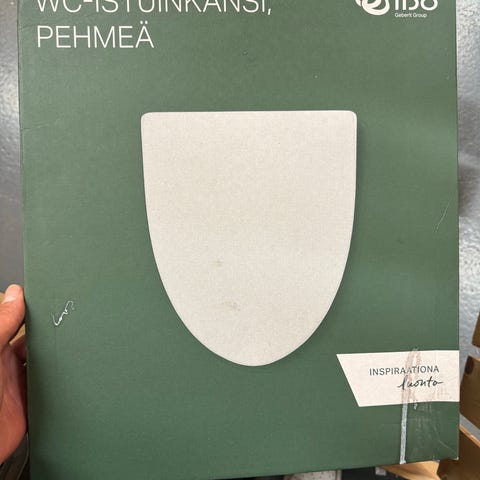 WC-ISTUINKANSI,
PEHMEÄ
IDO
Geberit Group
INSPIRAATIONA
luonto